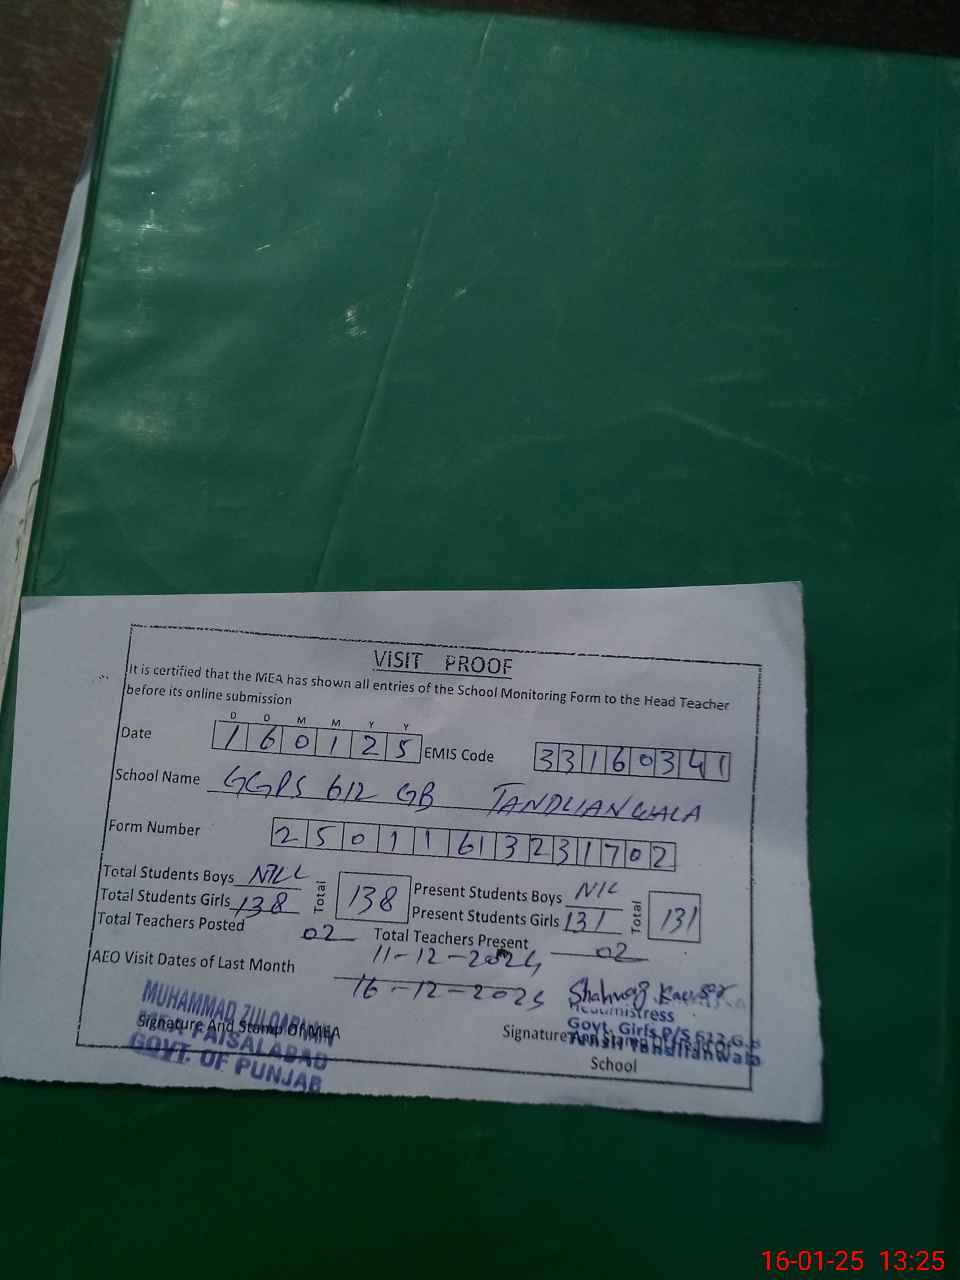 VISIT PROOF
It is certified that the MEA has shown all entries of the School Monitoring Form to the Head Teacher
before its online submission
D D M M Y Y
Date 1 6 0 1 2 5 EMIS Code 3 3 1 6 0 3 4 1
School Name GGPS 612 GB TANDLIANWALA
Form Number 2 5 0 1 1 6 1 3 2 3 1 7 0 2
Total Students Boys NILL Total 138 Present Students Boys NIL Total 131
Total Students Girls 138 Present Students Girls 131
Total Teachers Posted 02 Total Teachers Present 02
AEO Visit Dates of Last Month 11-12-2024
16-12-2024
MUHAMMAD ZULQARNAIN
Signature And Stamp Of MEA
MEA FAISALABAD
GOVT. OF PUNJAB
Headmistress
Govt. Girls P/S 612 G.B
Signature And Stamp Of
Tandlianwala
School
16-01-25 13:25